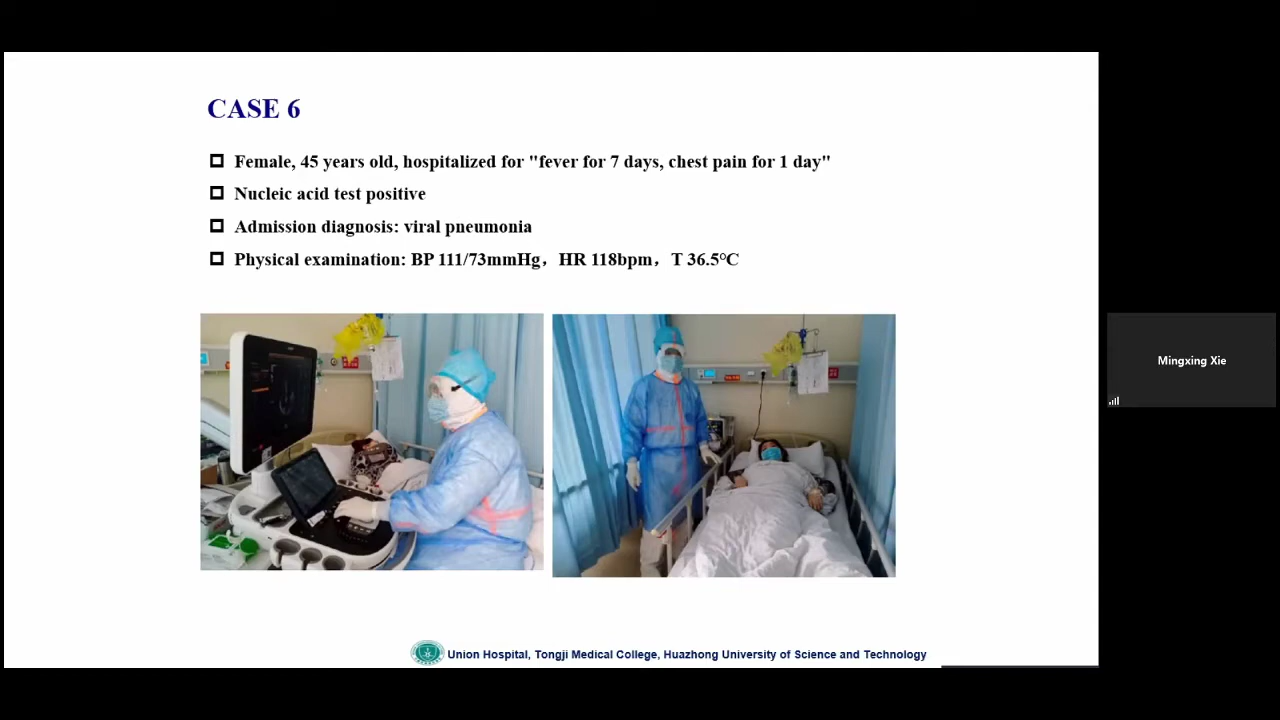 CASE 6
Female, 45 years old, hospitalized for "fever for 7 days, chest pain for 1 day"
Nucleic acid test positive
Admission diagnosis: viral pneumonia
Physical examination: BP 111/73mmHg，HR 118bpm，T 36.5℃
Mingxing Xie
Union Hospital, Tongji Medical College, Huazhong University of Science and Technology